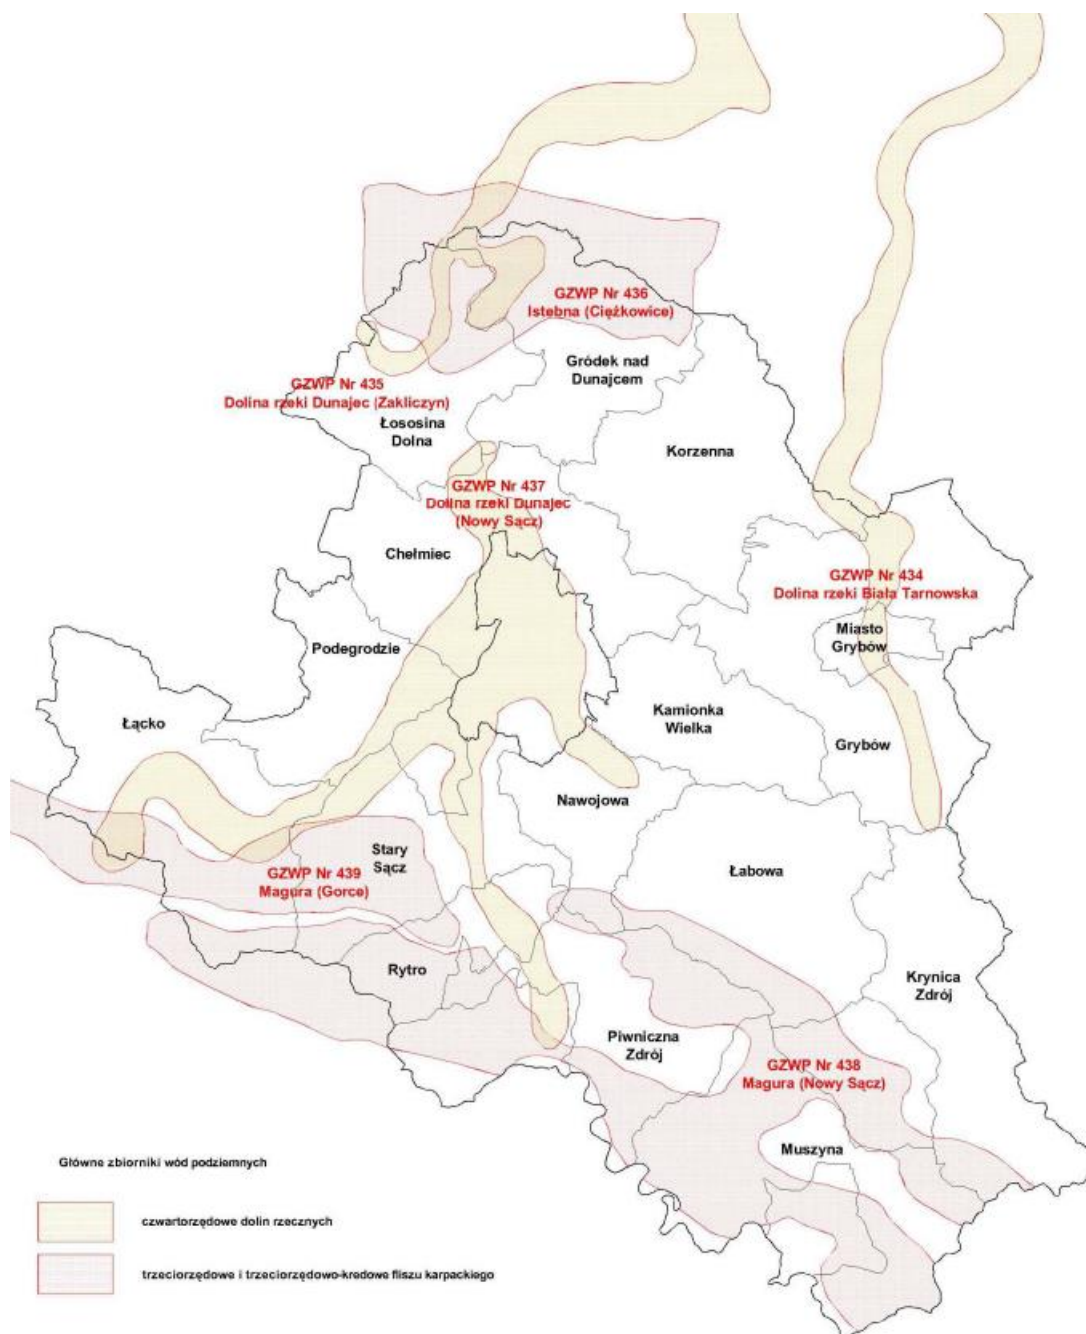 GZWP Nr 436
Istebna (Ciężkowice)
Gródek nad
Dunajcem
GZWP Nr 435
Dolina rzeki Dunajec (Zakliczyn)
Łososina
Dolna
Korzenna
GZWP Nr 437
Dolina rzeki Dunajec
(Nowy Sącz)
Chełmiec
GZWP Nr 434
Dolina rzeki Biała Tarnowska
Miasto
Grybów
Podegrodzie
Kamionka
Wielka
Łącko
Grybów
Nawojowa
Stary
Sącz
GZWP Nr 439
Magura (Gorce)
Łabowa
Rytro
Krynica
Zdrój
Piwniczna
Zdrój
GZWP Nr 438
Magura (Nowy Sącz)
Muszyna
Główne zbiorniki wód podziemnych
czwartorzędowe dolin rzecznych
trzeciorzędowe i trzeciorzędowo-kredowe fliszu karpackiego